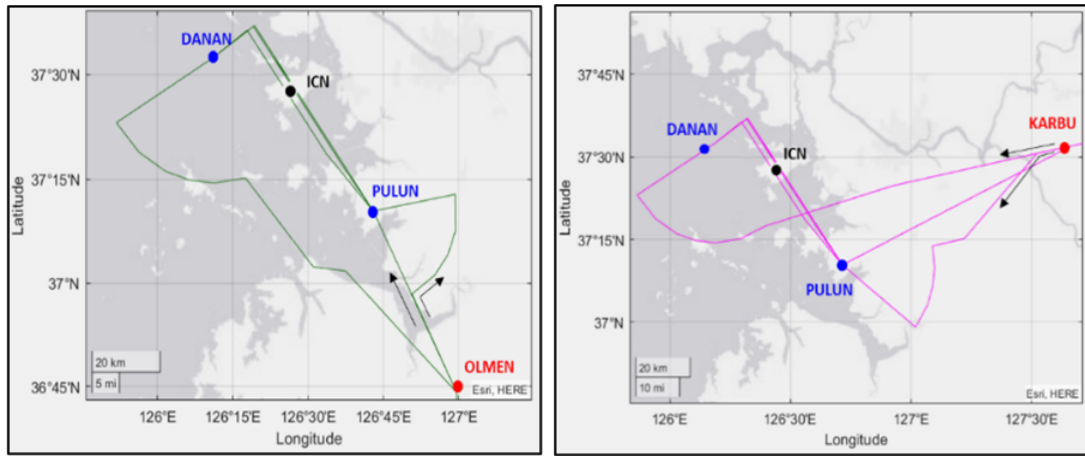 DANAN
ICN
PULUN
OLMEN
37°30'N
37°15'N
37°N
36°45'N
Latitude
20 km
5 mi
Esri, HERE
126°E
126°15'E
126°30'E
126°45'E
127°E
Longitude
37°45'N
37°30'N
37°15'N
37°N
Latitude
KARBU
DANAN
ICN
PULUN
20 km
10 mi
Esri, HERE
126°E
126°30'E
127°E
127°30'E
Longitude